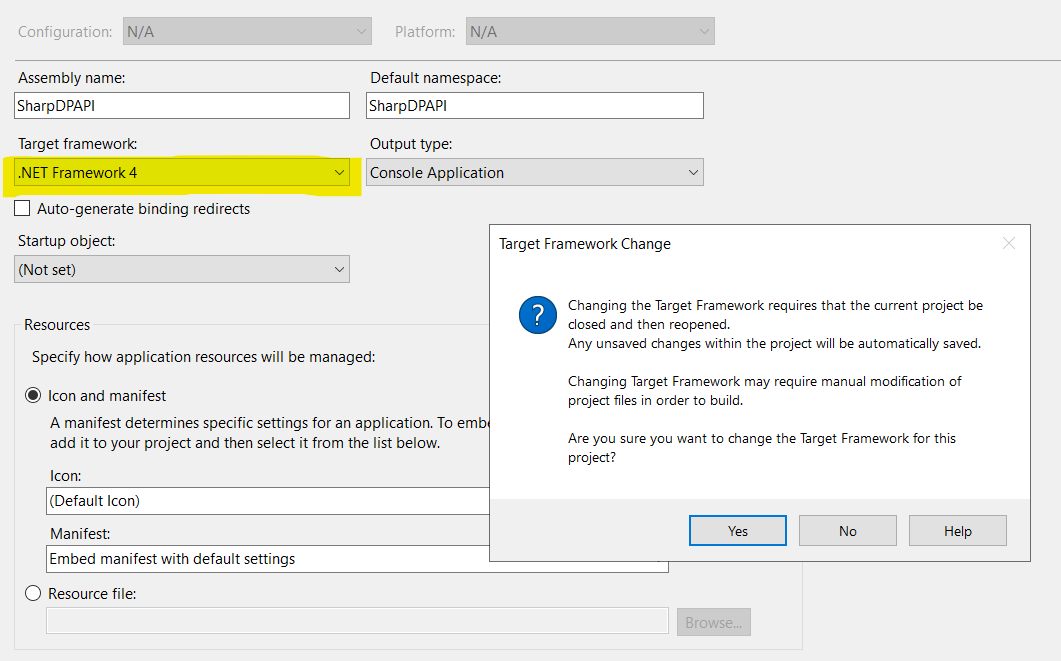 Configuration: N/A Platform: N/A
Assembly name: Default namespace:
SharpDPAPI SharpDPAPI
Target framework: Output type:
.NET Framework 4 Console Application
Auto-generate binding redirects
Startup object:
(Not set)
Resources
Specify how application resources will be managed:
Icon and manifest
A manifest determines specific settings for an application. To embe
add it to your project and then select it from the list below.
Icon:
(Default Icon)
Manifest:
Embed manifest with default settings
Resource file:
Browse...
Target Framework Change
?
Changing the Target Framework requires that the current project be
closed and then reopened.
Any unsaved changes within the project will be automatically saved.
Changing Target Framework may require manual modification of
project files in order to build.
Are you sure you want to change the Target Framework for this
project?
Yes No Help